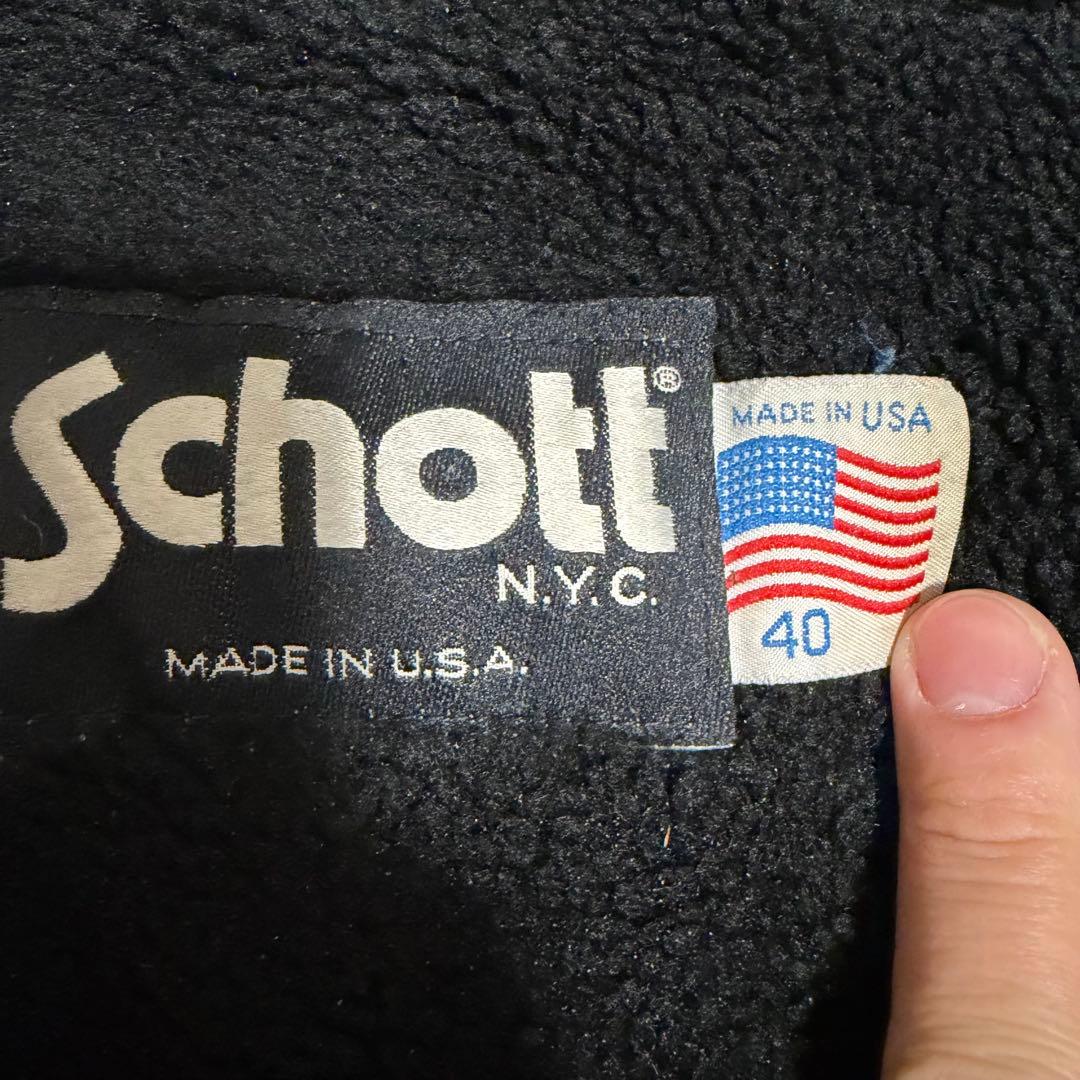 Schott®
N.Y.C.
MADE IN U.S.A.
MADE IN USA
40